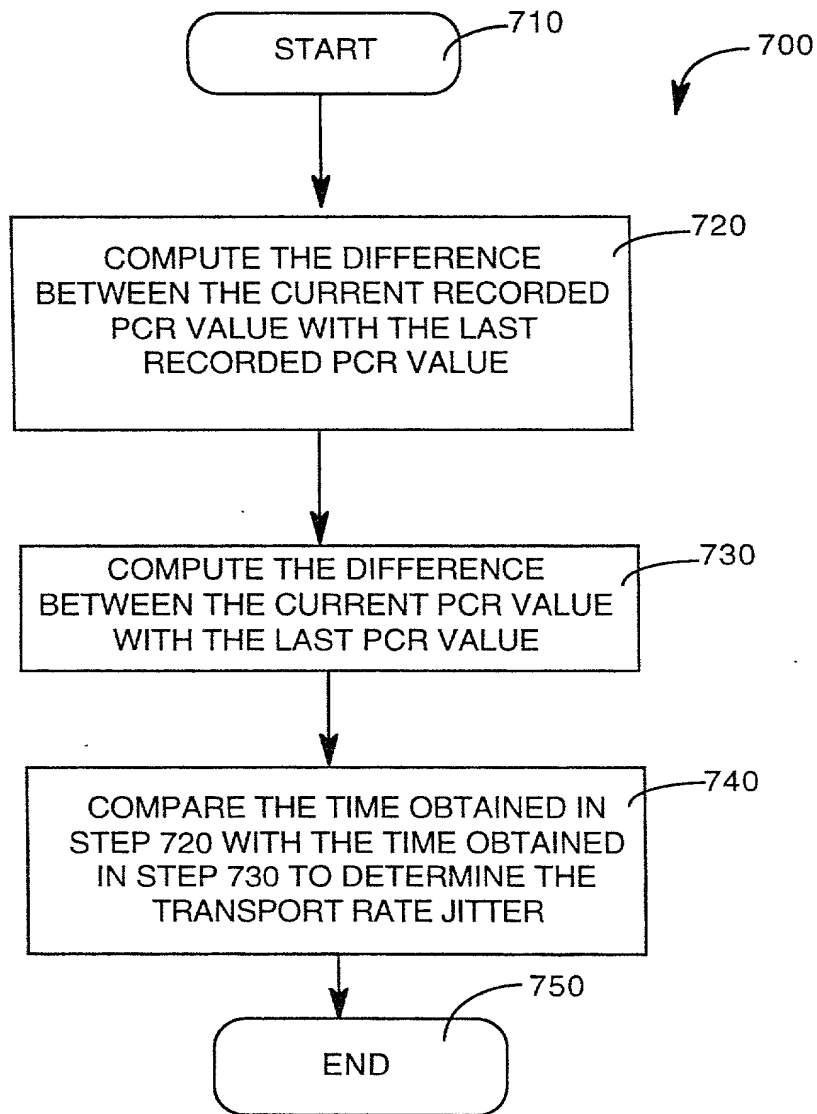 START
710
700
COMPUTE THE DIFFERENCE
BETWEEN THE CURRENT RECORDED
PCR VALUE WITH THE LAST
RECORDED PCR VALUE
720
COMPUTE THE DIFFERENCE
BETWEEN THE CURRENT PCR VALUE
WITH THE LAST PCR VALUE
730
COMPARE THE TIME OBTAINED IN
STEP 720 WITH THE TIME OBTAINED
IN STEP 730 TO DETERMINE THE
TRANSPORT RATE JITTER
740
END
750